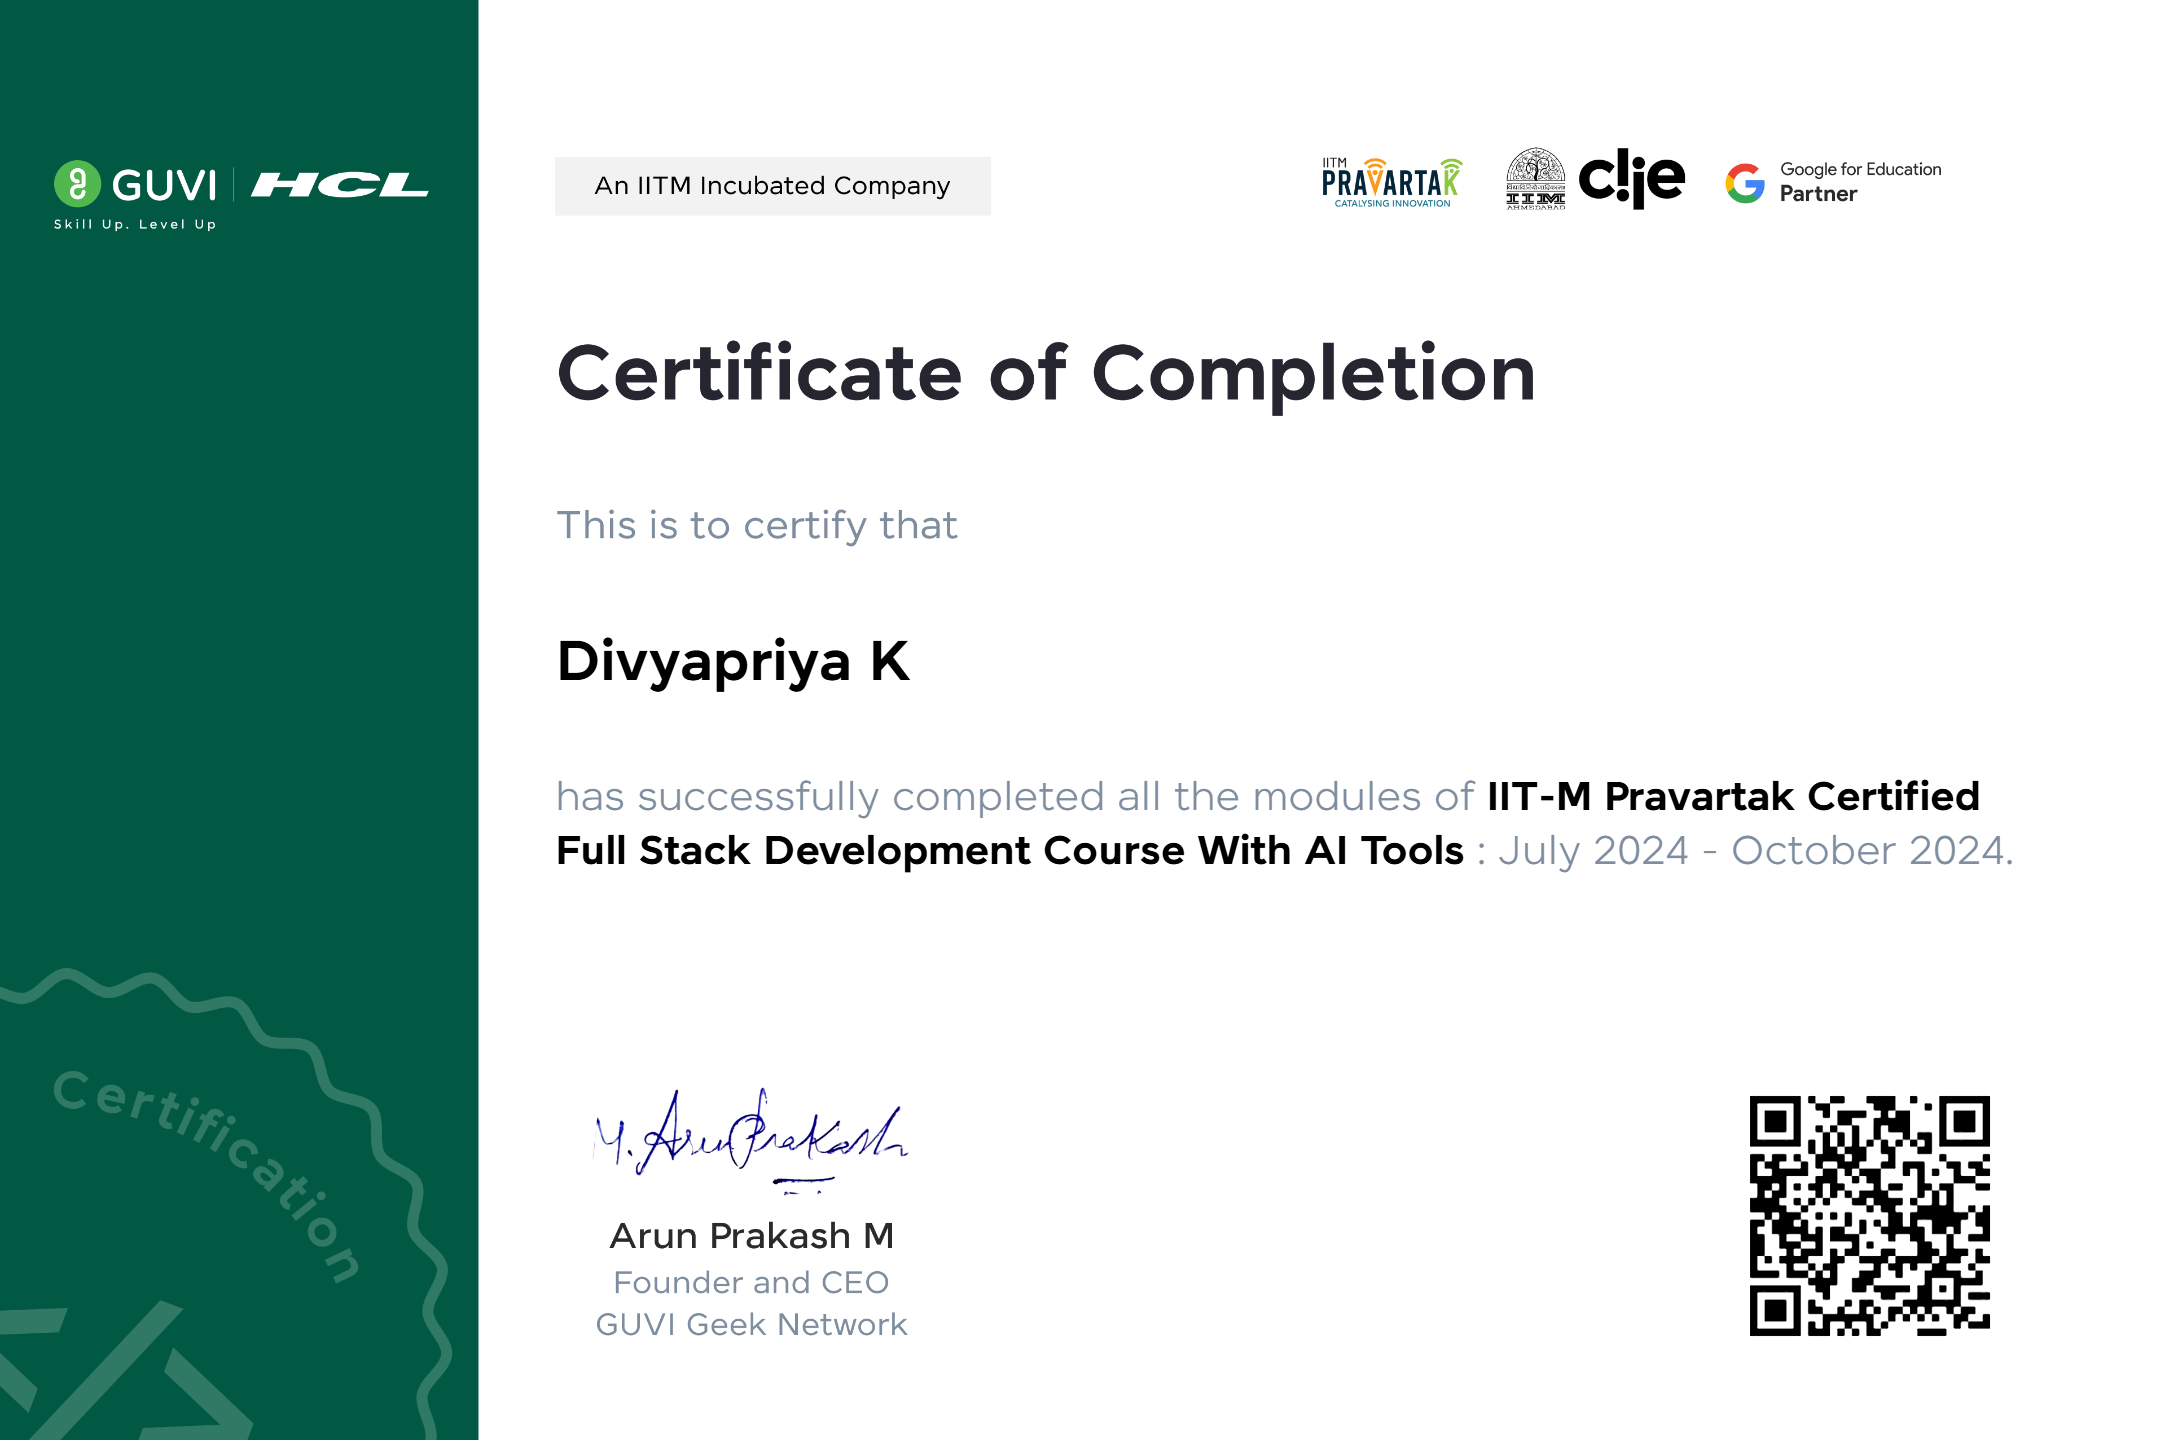 GUVI | HCL
Skill Up. Level Up
An IITM Incubated Company
IITM
PRAVARTAK
CATALYSING INNOVATION
IIM
AHMEDABAD
c!ie
Google for Education
Partner
Certificate of Completion
This is to certify that
Divyapriya K
has successfully completed all the modules of IIT-M Pravartak Certified
Full Stack Development Course With AI Tools : July 2024 - October 2024.
Certification
M. Arun Prakash
Arun Prakash M
Founder and CEO
GUVI Geek Network